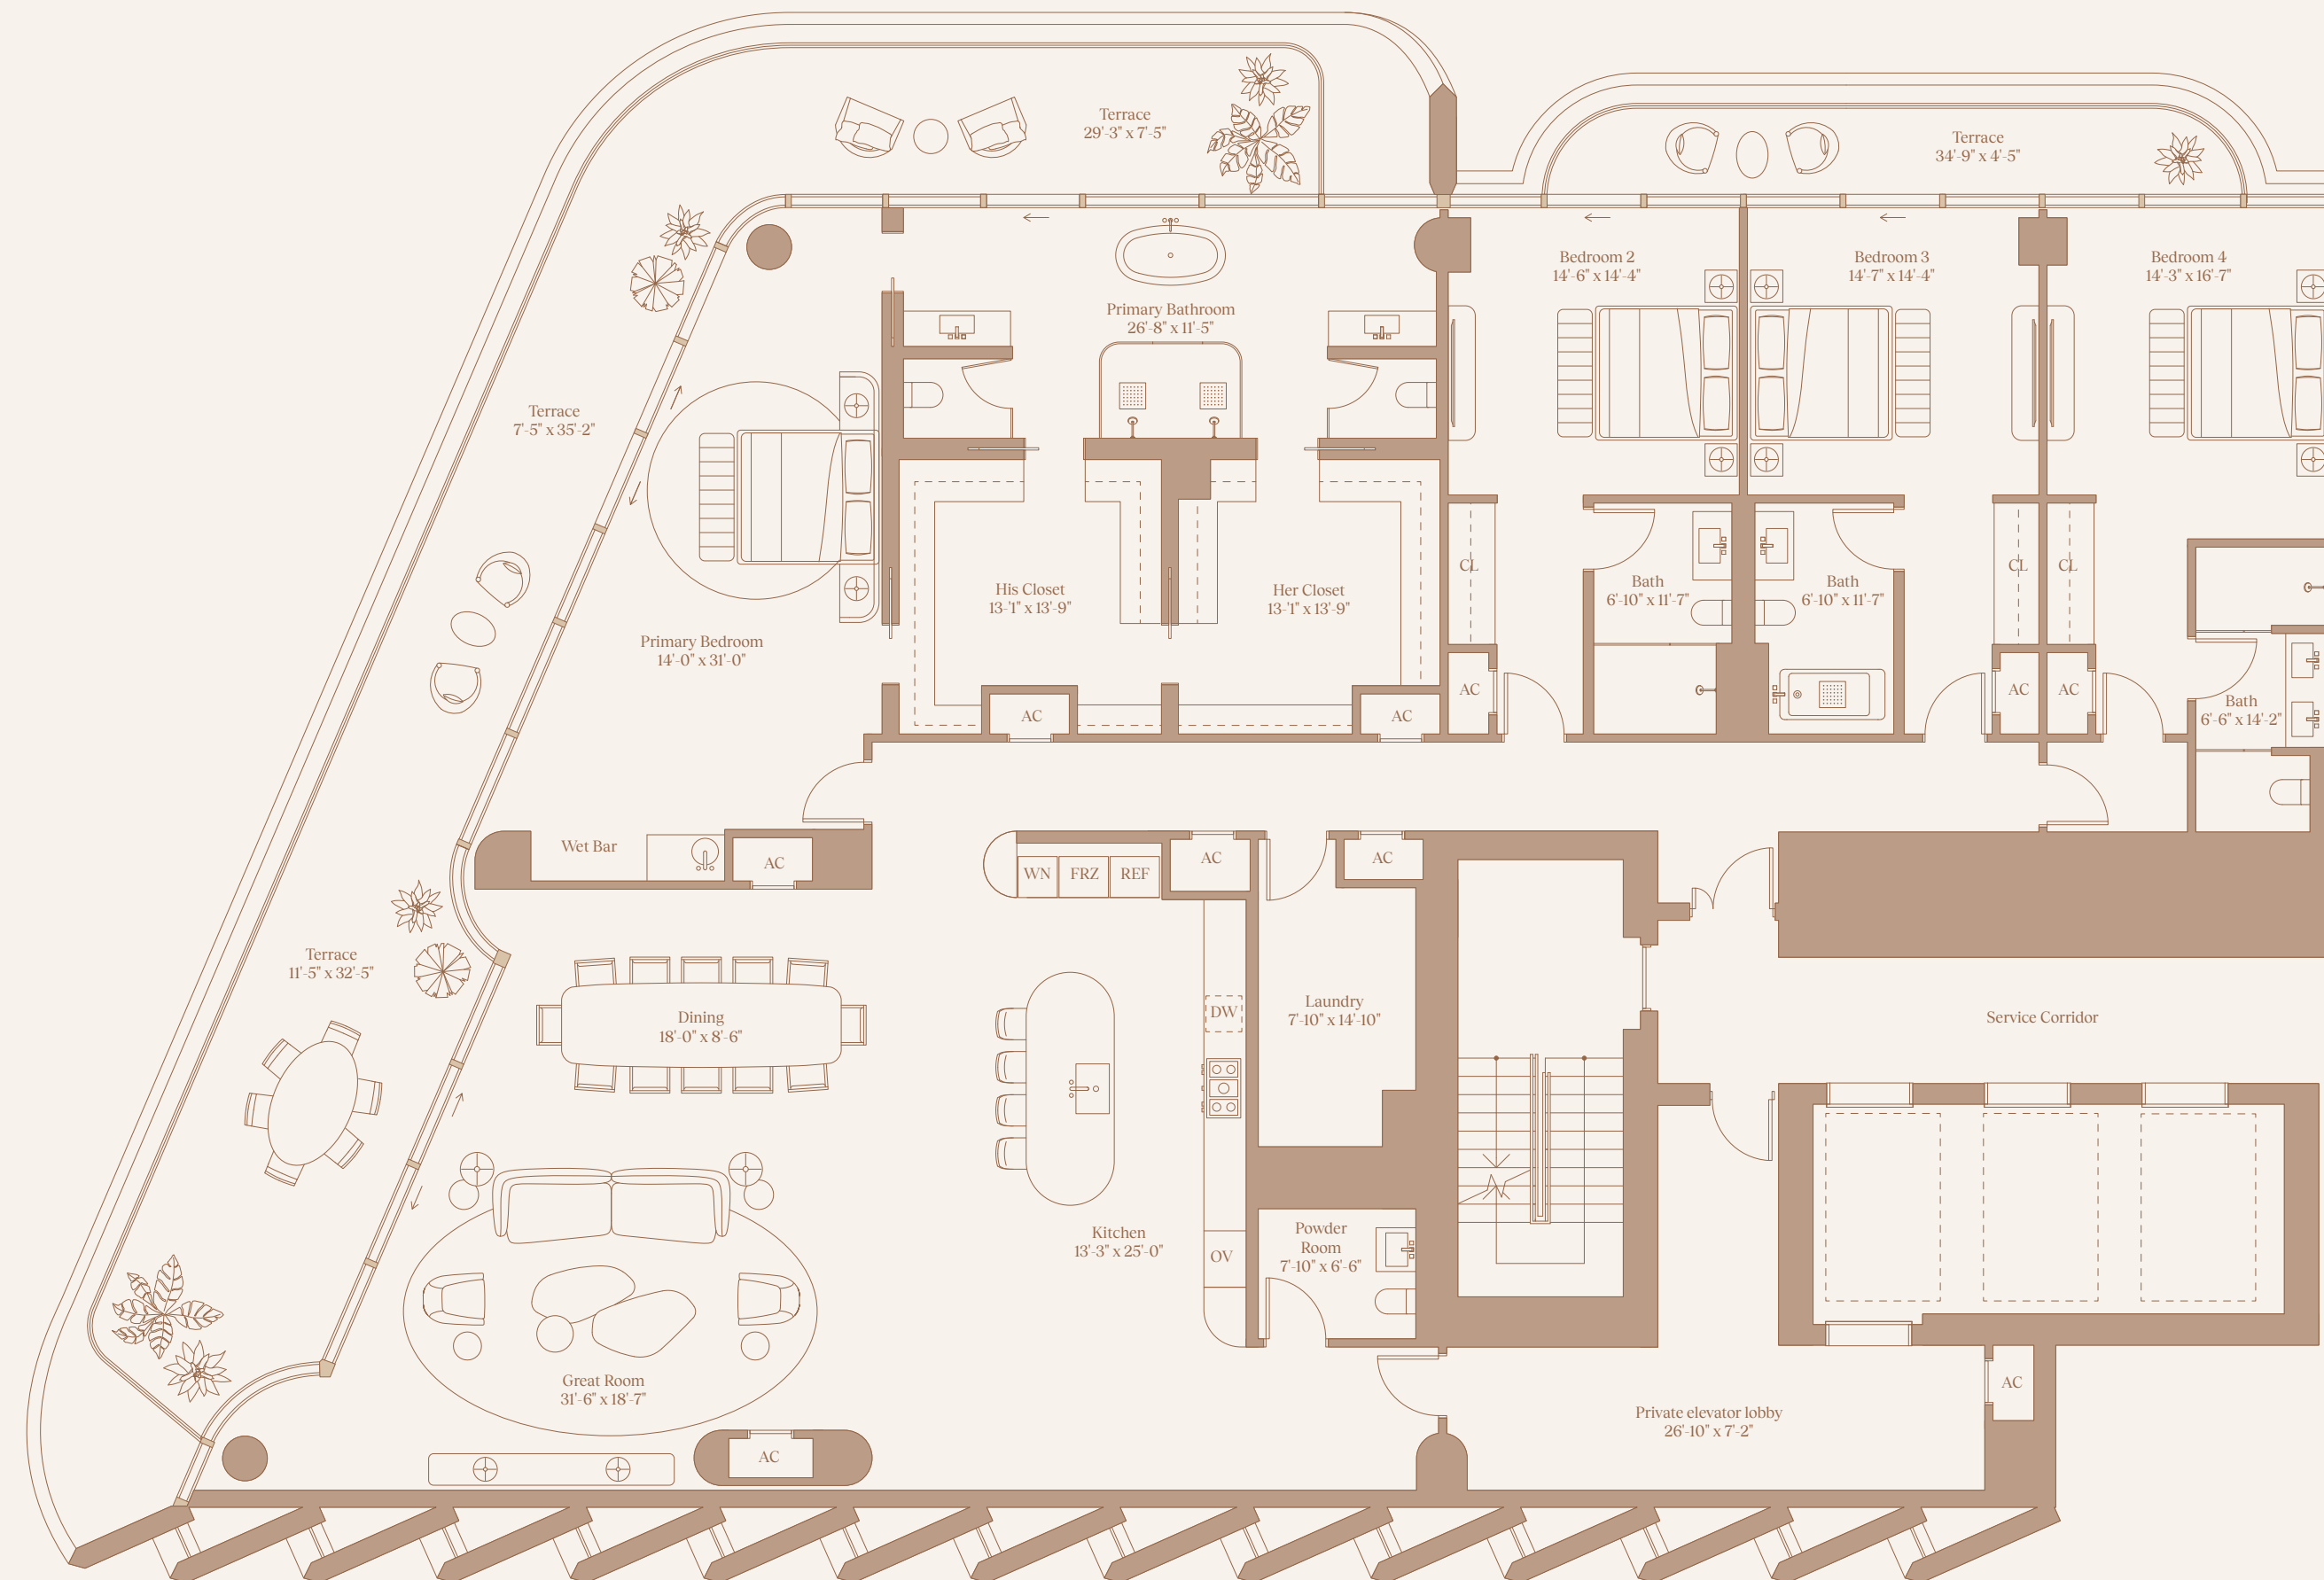 Terrace
29'-3" x 7'-5"
Terrace
34'-9" x 4'-5"
Bedroom 2
14'-6" x 14'-4"
Bedroom 3
14'-7" x 14'-4"
Bedroom 4
14'-3" x 16'-7"
Primary Bathroom
26'-8" x 11'-5"
Terrace
7'-5" x 35'-2"
CL
CL
CL
His Closet
13-'1" x 13'-9"
Her Closet
13-'1" x 13'-9"
Bath
6'-10" x 11'-7"
Bath
6'-10" x 11'-7"
Primary Bedroom
14'-0" x 31'-0"
AC
AC
AC
AC
AC
Bath
6'-6" x 14'-2"
Wet Bar
AC
WN
FRZ
REF
AC
AC
Terrace
11'-5" x 32'-5"
Dining
18'-0" x 8'-6"
DW
Laundry
7'-10" x 14'-10"
Service Corridor
Kitchen
13'-3" x 25'-0"
OV
Powder
Room
7'-10" x 6'-6"
Great Room
31'-6" x 18'-7"
AC
Private elevator lobby
26'-10" x 7'-2"
AC